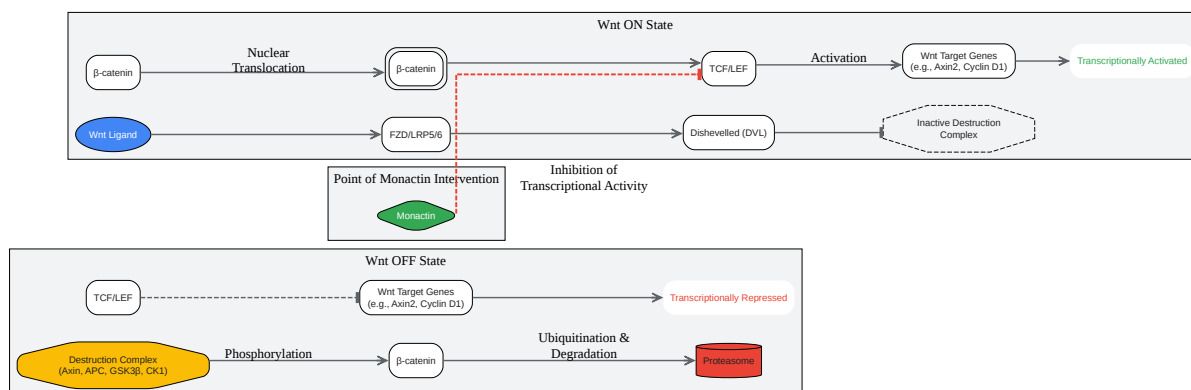 Wnt ON State
Nuclear
Translocation
β-catenin
β-catenin
TCF/LEF
Activation
Wnt Target Genes
(e.g., Axin2, Cyclin D1)
Transcriptionally Activated
Wnt Ligand
FZD/LRP5/6
Dishevelled (DVL)
Inactive Destruction
Complex
Point of Monactin Intervention
Inhibition of
Transcriptional Activity
Monactin
Wnt OFF State
TCF/LEF
Wnt Target Genes
(e.g., Axin2, Cyclin D1)
Transcriptionally Repressed
Destruction Complex
(Axin, APC, GSK3β, CK1)
Phosphorylation
β-catenin
Ubiquitination &
Degradation
Proteasome